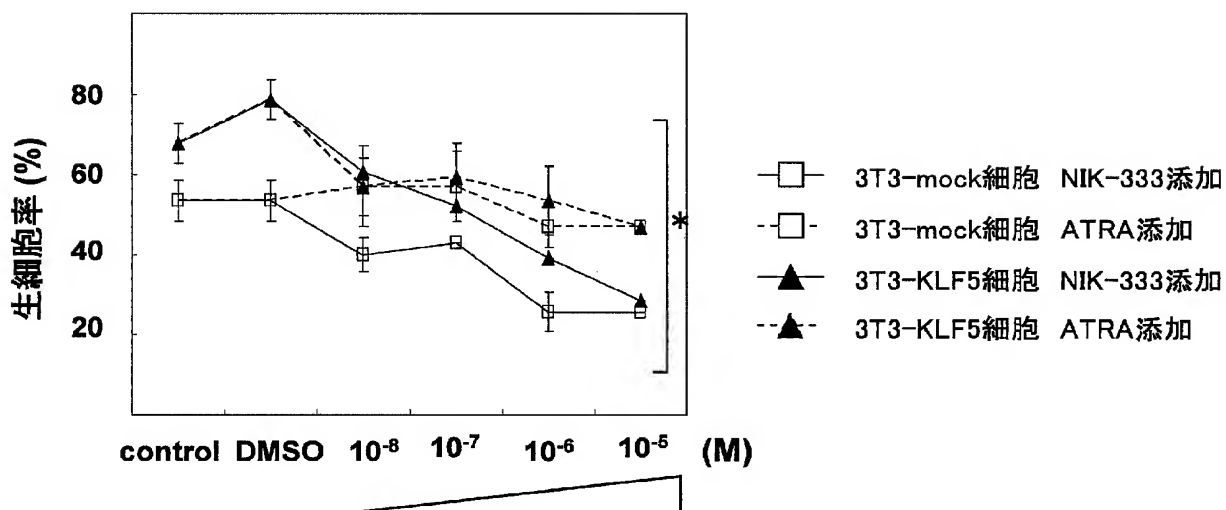 生細胞率 (%)
80
60
40
20
control DMSO 10⁻⁸ 10⁻⁷ 10⁻⁶ 10⁻⁵ (M)
*
3T3-mock細胞 NIK-333添加
3T3-mock細胞 ATRA添加
3T3-KLF5細胞 NIK-333添加
3T3-KLF5細胞 ATRA添加